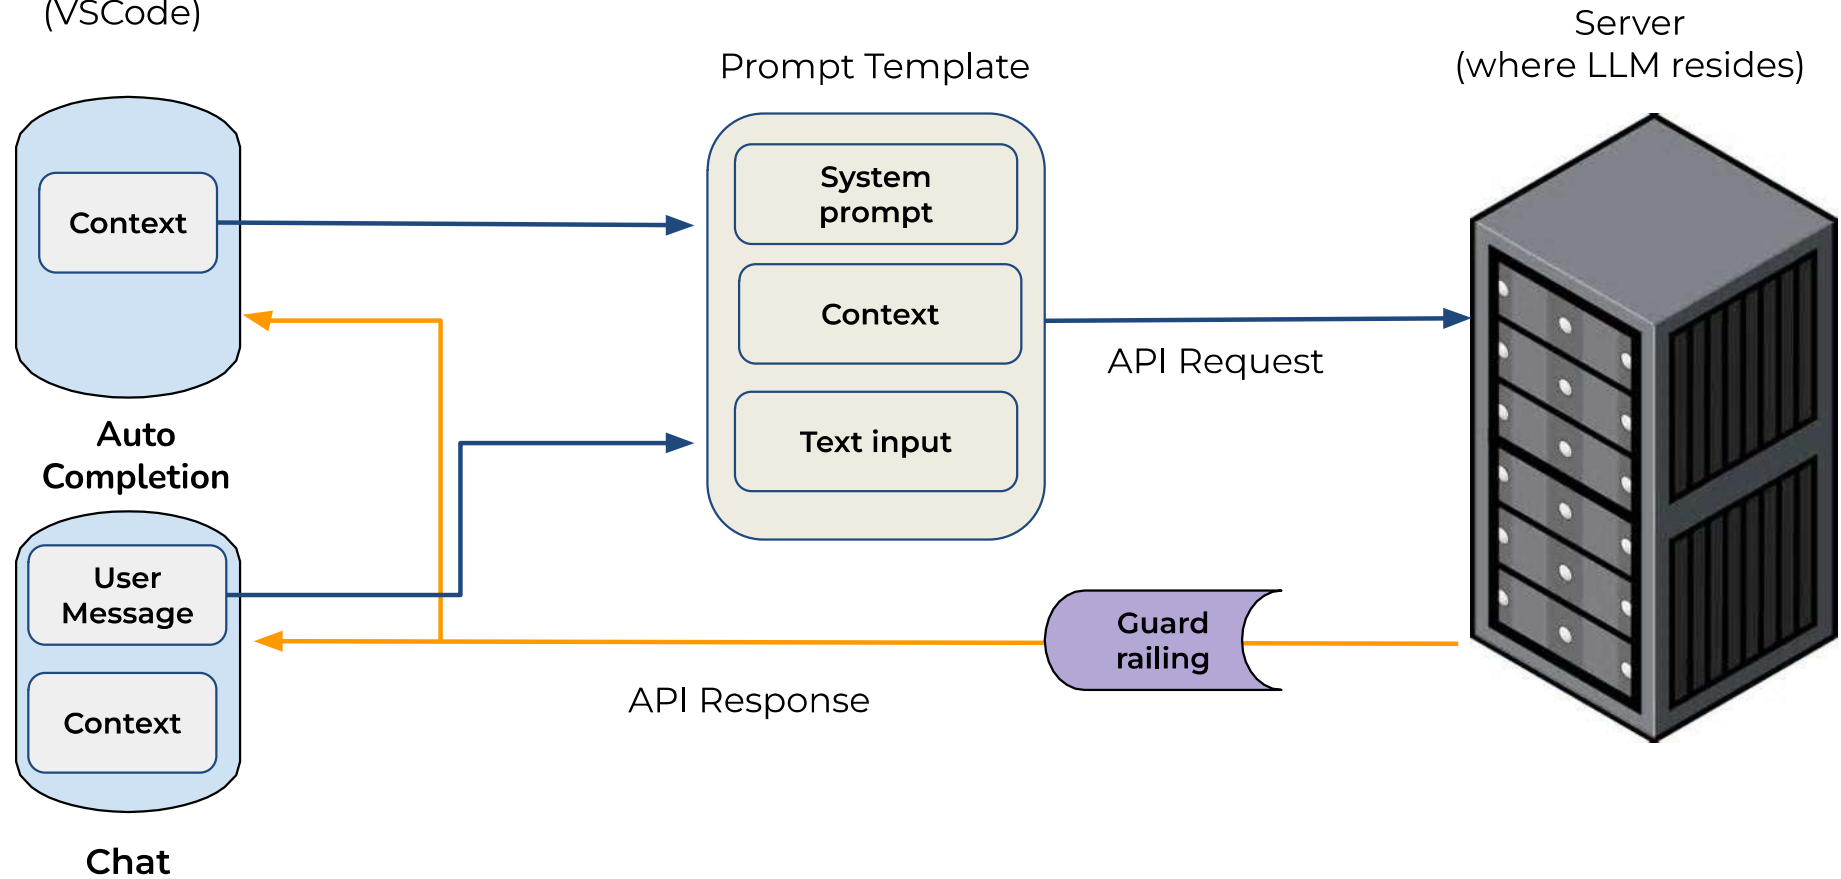 (VSCode)
Server
(where LLM resides)
Prompt Template
System
prompt
Context
Context
API Request
Text input
Auto
Completion
User
Message
Guard
railing
API Response
Context
Chat